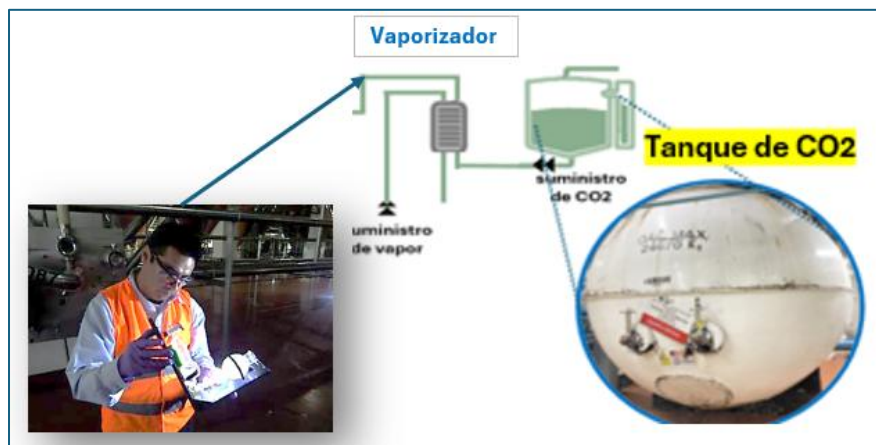 Vaporizador
Tanque de CO2
suministro
de CO2
uministro
de vapor